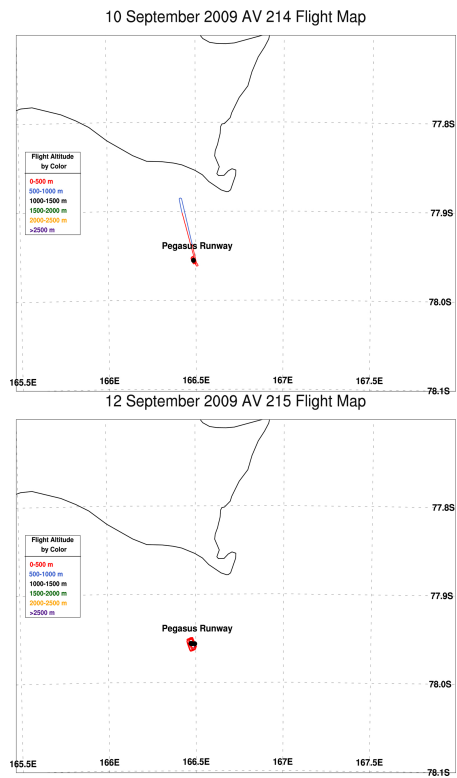 10 September 2009 AV 214 Flight Map
77.8S
Flight Altitude
by Color
0-500 m
500-1000 m
1000-1500 m
1500-2000 m
2000-2500 m
>2500 m
77.9S
Pegasus Runway
78.0S
165.5E 166E 166.5E 167E 167.5E 78.1S
12 September 2009 AV 215 Flight Map
77.8S
Flight Altitude
by Color
0-500 m
500-1000 m
1000-1500 m
1500-2000 m
2000-2500 m
>2500 m
77.9S
Pegasus Runway
78.0S
165.5E 166E 166.5E 167E 167.5E 78.1S